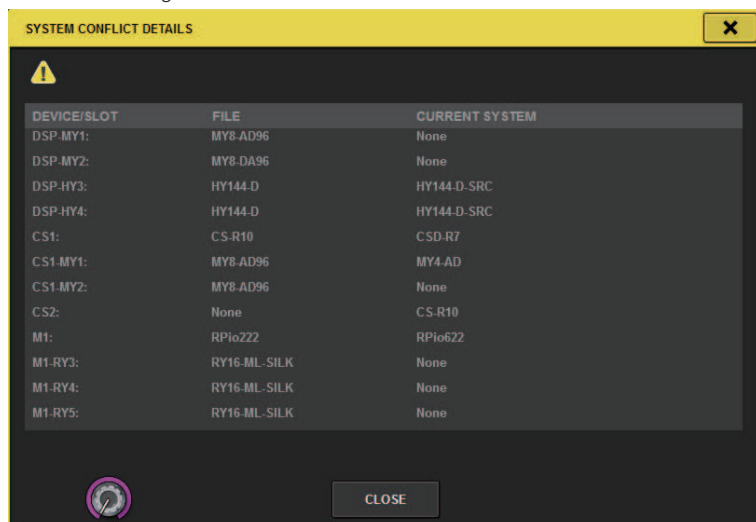 SYSTEM CONFLICT DETAILS
DEVICE/SLOT FILE CURRENT SYSTEM
DSP-MY1: MY8-AD96 None
DSP-MY2: MY8-DA96 None
DSP-HY3: HY144-D HY144-D-SRC
DSP-HY4: HY144-D HY144-D-SRC
CS1: CS-R10 CSD-R7
CS1-MY1: MY8-AD96 MY4-AD
CS1-MY2: MY8-AD96 None
CS2: None CS-R10
M1: RPio222 RPio622
M1-RY3: RY16-ML-SILK None
M1-RY4: RY16-ML-SILK None
M1-RY5: RY16-ML-SILK None
CLOSE